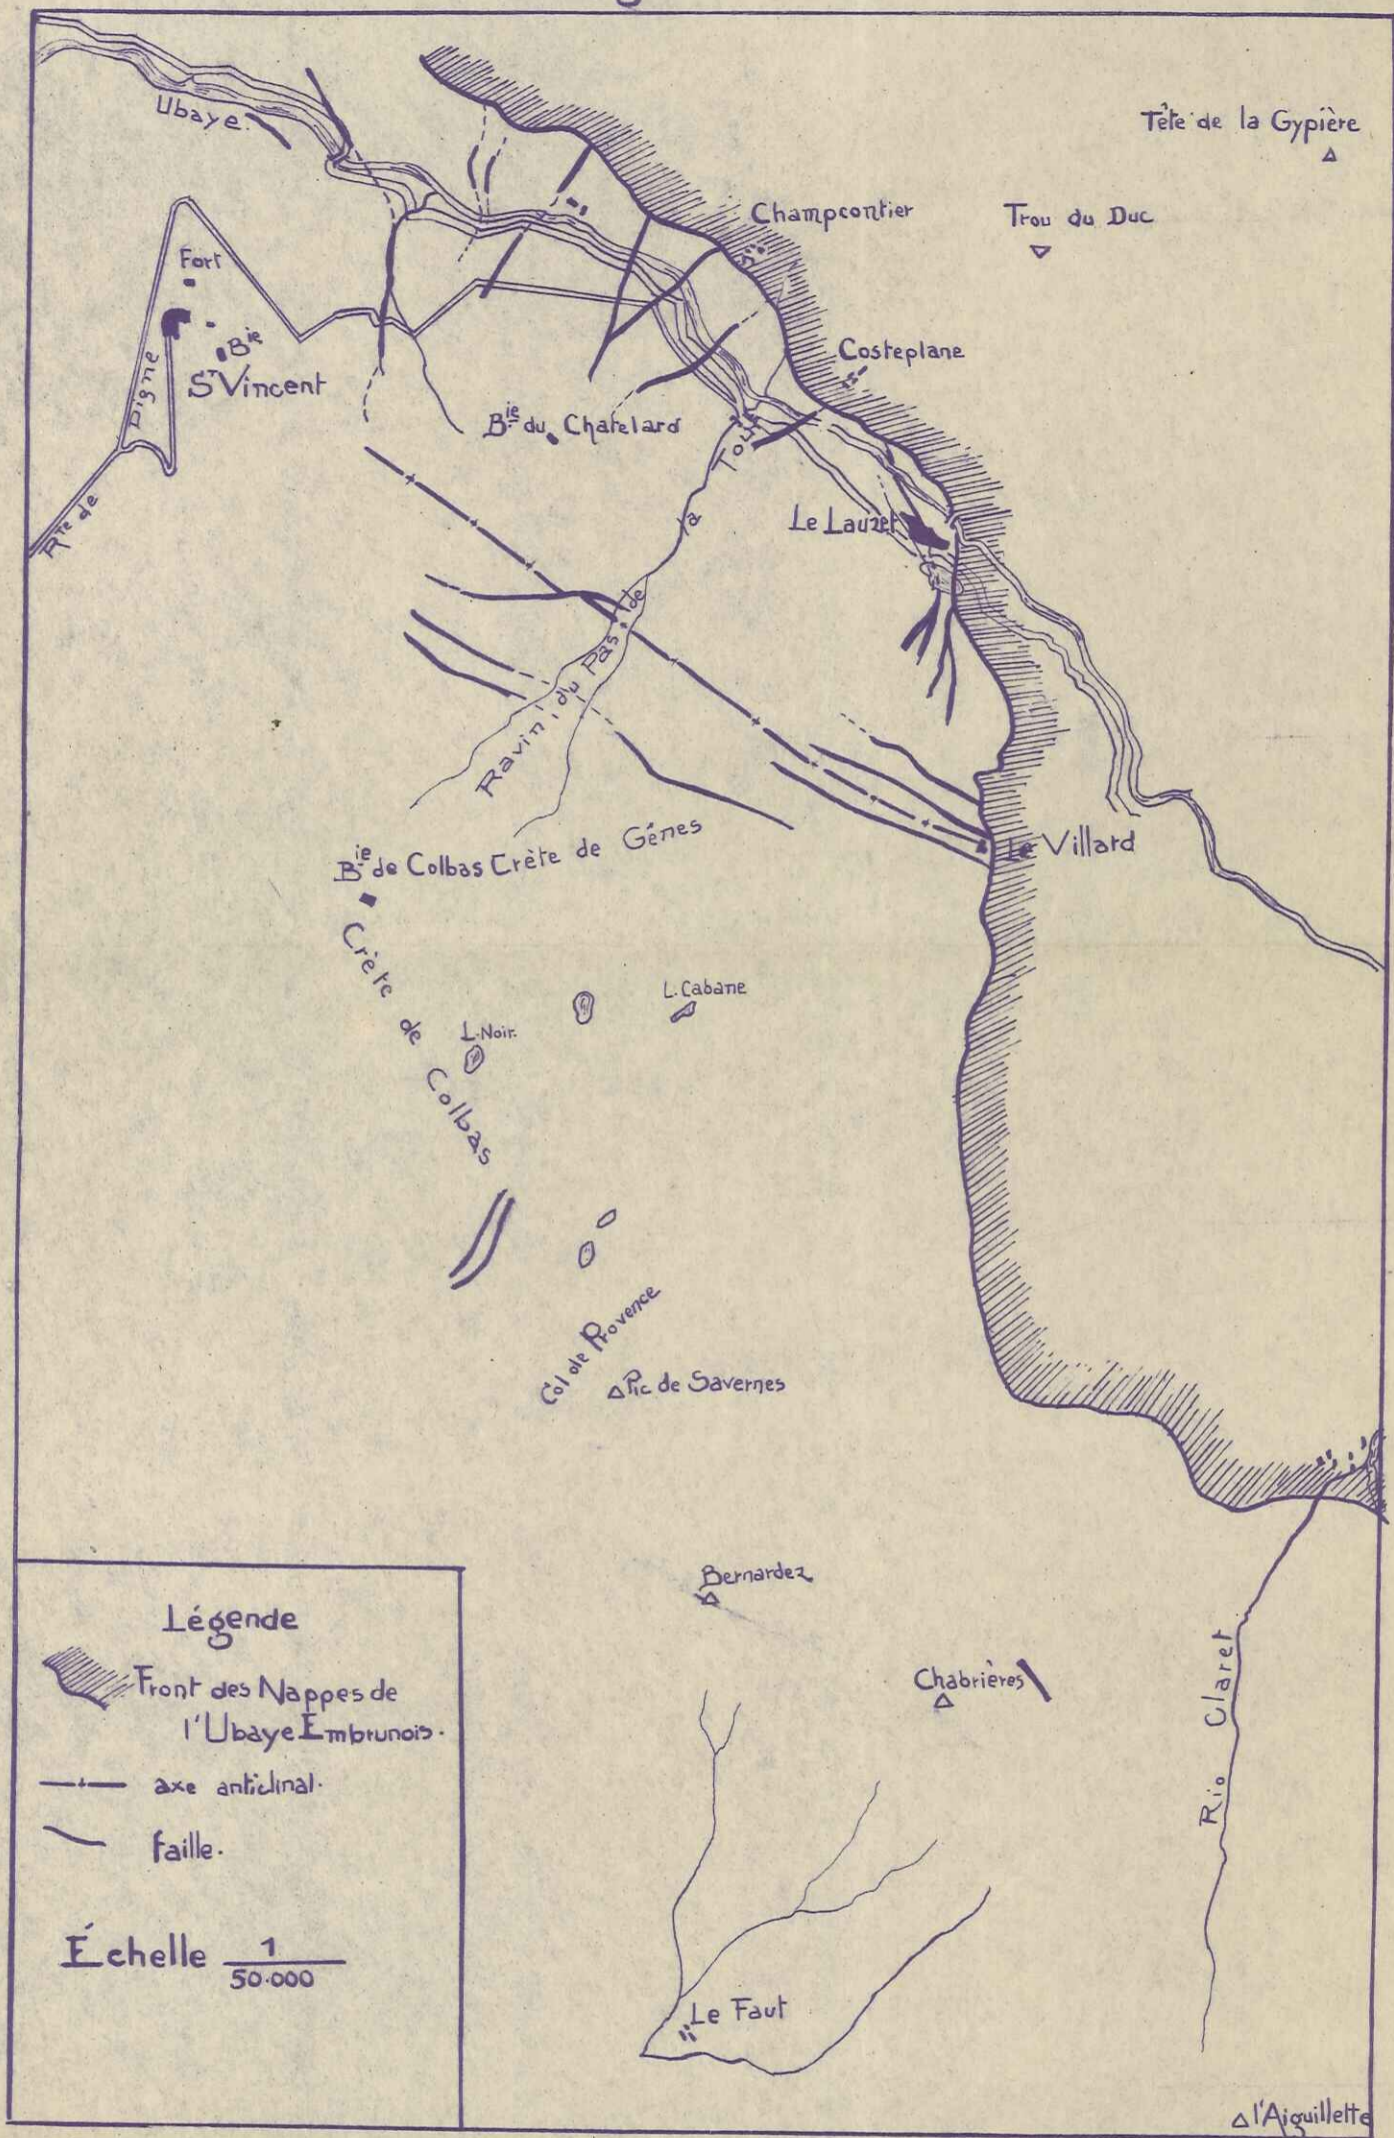 Ubaye.
Tête de la Gypière
Champcontier
Trou du Duc
Fort
Bie
St Vincent
Costeplane
Rte de Digne
Bie du Chatelard
Le Lauzet
Ravin du Pas de la Tour
Bie de Colbas
Crète de Gênes
Le Villard
Crète de Colbas
L. Cabane
L. Noir.
Col de Provence
Pic de Savernes
Bernardez
Chabrières
Rio Claret
Le Faut
l'Aiguillette
Légende
Front des Nappes de
l'Ubaye Embrunois.
axe anticlinal.
faille.
Échelle 1
50.000